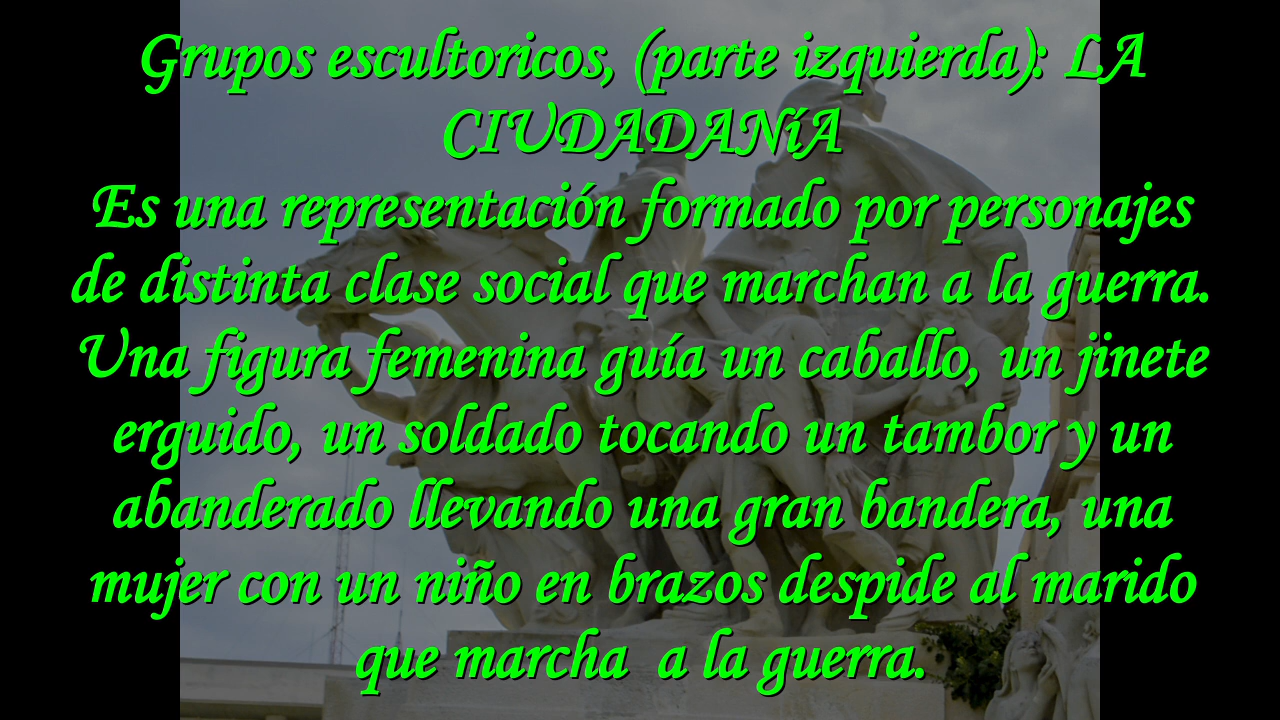 Grupos escultoricos, (parte izquierda): LA
CIUDADANíA
Es una representación formado por personajes
de distinta clase social que marchan a la guerra.
Una figura femenina guía un caballo, un jinete
erguido, un soldado tocando un tambor y un
abanderado llevando una gran bandera, una
mujer con un niño en brazos despide al marido
que marcha  a la guerra.